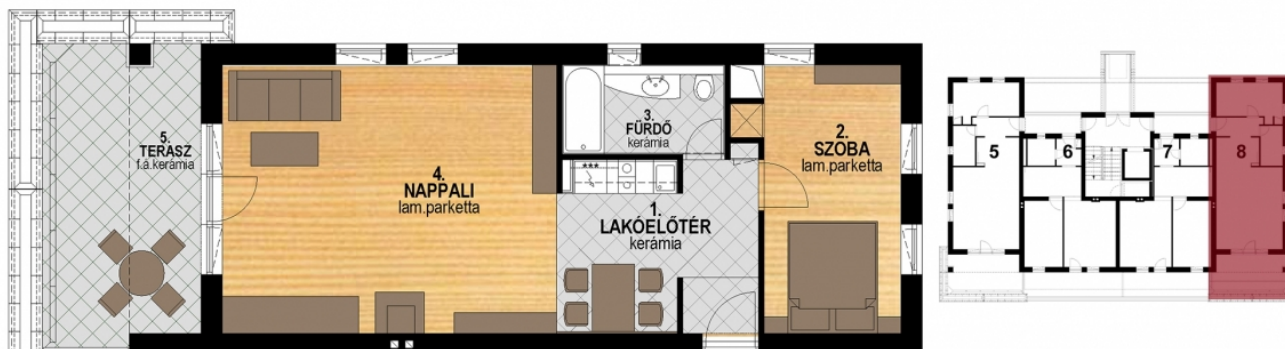 5.
TERASZ
f.á.kerámia
4.
NAPPALI
lam.parketta
3.
FÜRDŐ
kerámia
***
1.
LAKÓELŐTÉR
kerámia
2.
SZOBA
lam.parketta
5
6
7
8